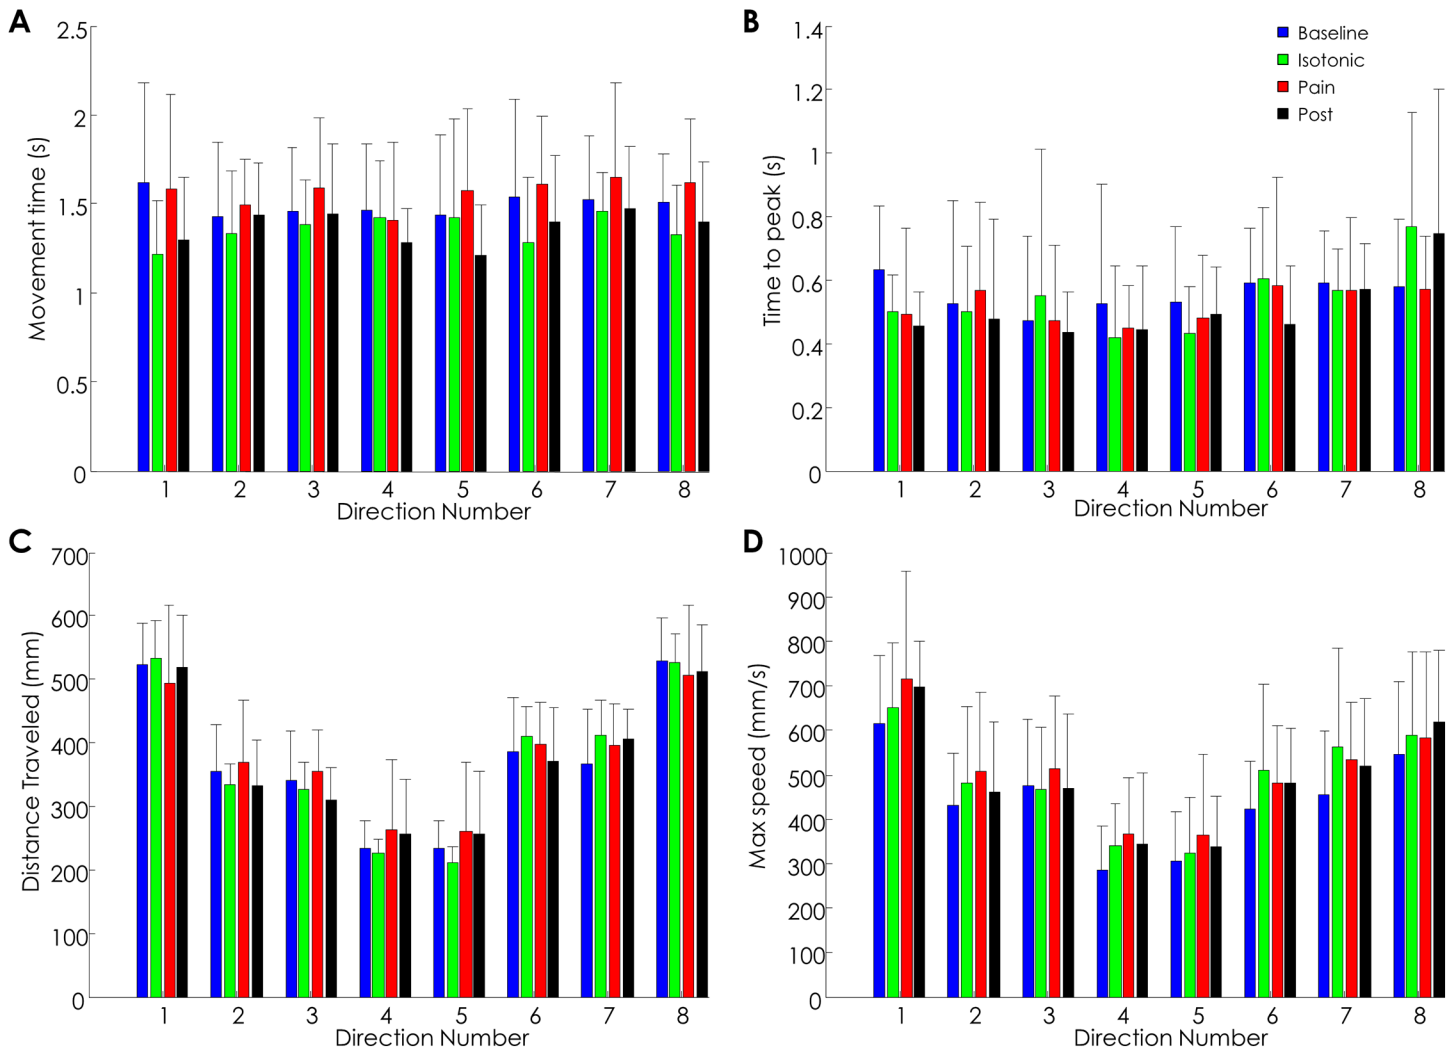 A
Movement time (s)
2.5
2
1.5
1
0.5
0
1 2 3 4 5 6 7 8
Direction Number
B
Time to peak (s)
1.4
1.2
1
0.8
0.6
0.4
0.2
0
1 2 3 4 5 6 7 8
Direction Number
Baseline
Isotonic
Pain
Post
C
Distance Traveled (mm)
700
600
500
400
300
200
100
0
1 2 3 4 5 6 7 8
Direction Number
D
Max speed (mm/s)
1000
900
800
700
600
500
400
300
200
100
0
1 2 3 4 5 6 7 8
Direction Number